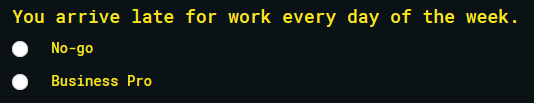 You arrive late for work every day of the week.
No-go
Business Pro